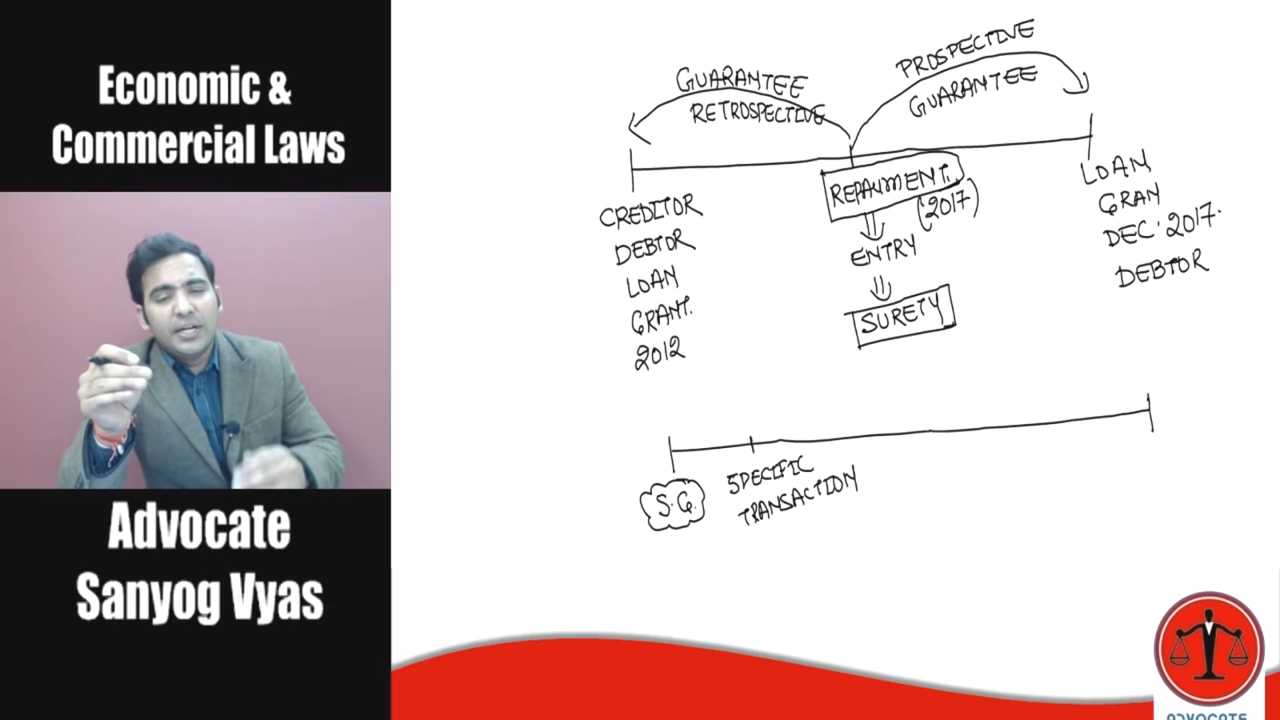 Economic &
Commercial Laws
Advocate
Sanyog Vyas
GUARANTEE
RETROSPECTIVE
PROSPECTIVE
GUARANTEE
CREDITOR
DEBTOR
LOAN
GRANT.
2012
REPAYMENT.
(2017)
ENTRY
SURETY
LOAN
GRAN
DEC' 2017.
DEBTOR
S.G.
SPECIFIC
TRANSACTION
ADVOCATE